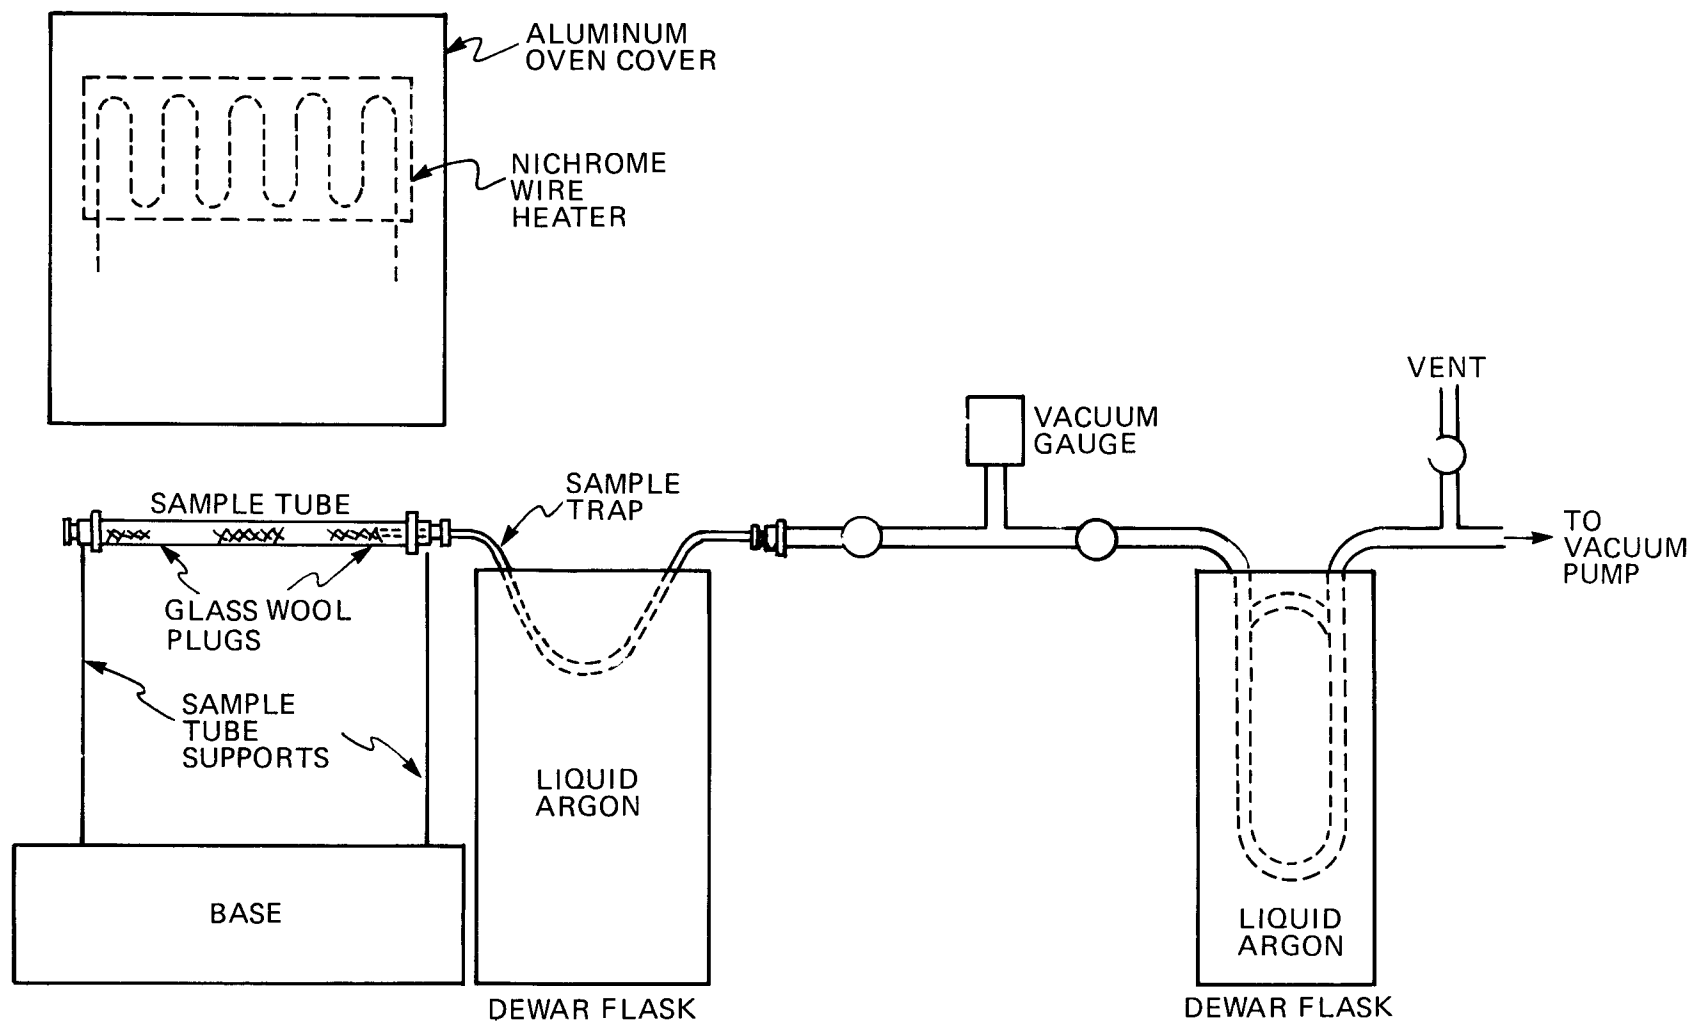 ALUMINUM
OVEN COVER
NICHROME
WIRE
HEATER
VENT
VACUUM
GAUGE
SAMPLE TUBE
SAMPLE
TRAP
TO
VACUUM
PUMP
GLASS WOOL
PLUGS
SAMPLE
TUBE
SUPPORTS
LIQUID
ARGON
BASE
LIQUID
ARGON
DEWAR FLASK
DEWAR FLASK